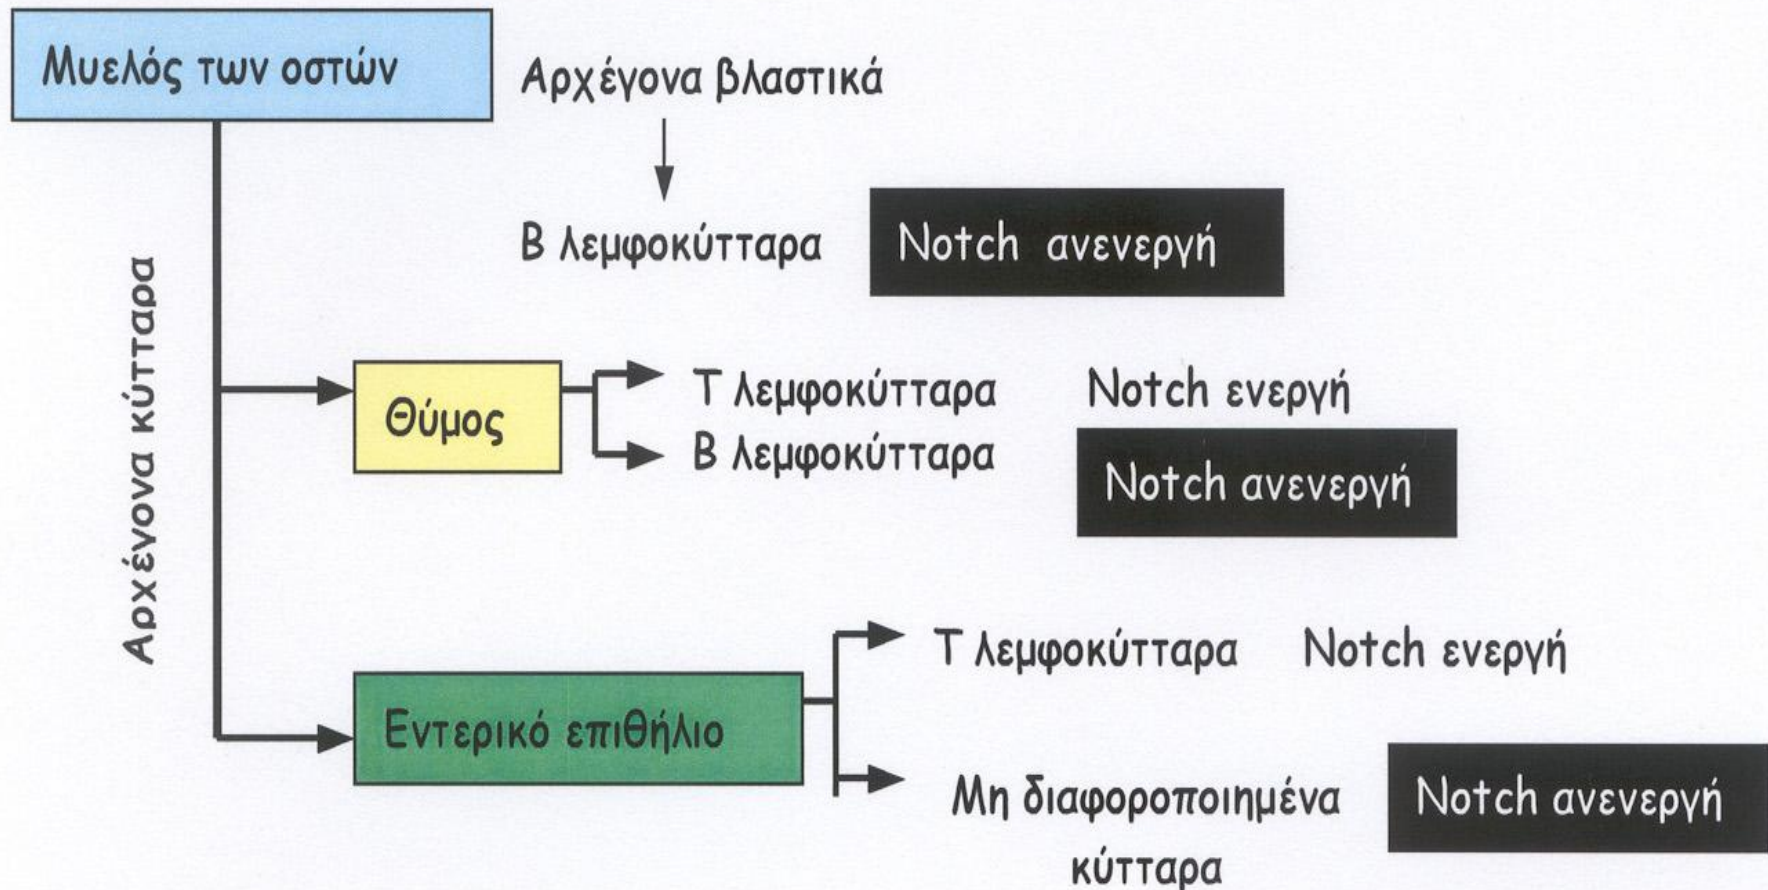 Μυελός των οστών
Αρχέγονα βλαστικά
Β λεμφοκύτταρα
Notch ανενεργή
Αρχέγονα κύτταρα
Θύμος
Τ λεμφοκύτταρα
Notch ενεργή
Β λεμφοκύτταρα
Notch ανενεργή
Εντερικό επιθήλιο
Τ λεμφοκύτταρα
Notch ενεργή
Μη διαφοροποιημένα
κύτταρα
Notch ανενεργή